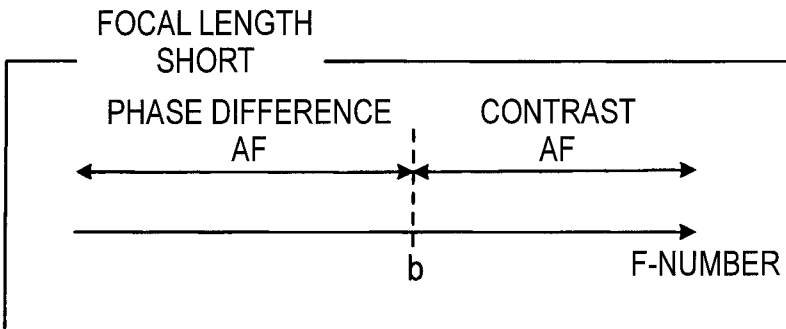 FOCAL LENGTH
SHORT
PHASE DIFFERENCE
AF
CONTRAST
AF
b
F-NUMBER